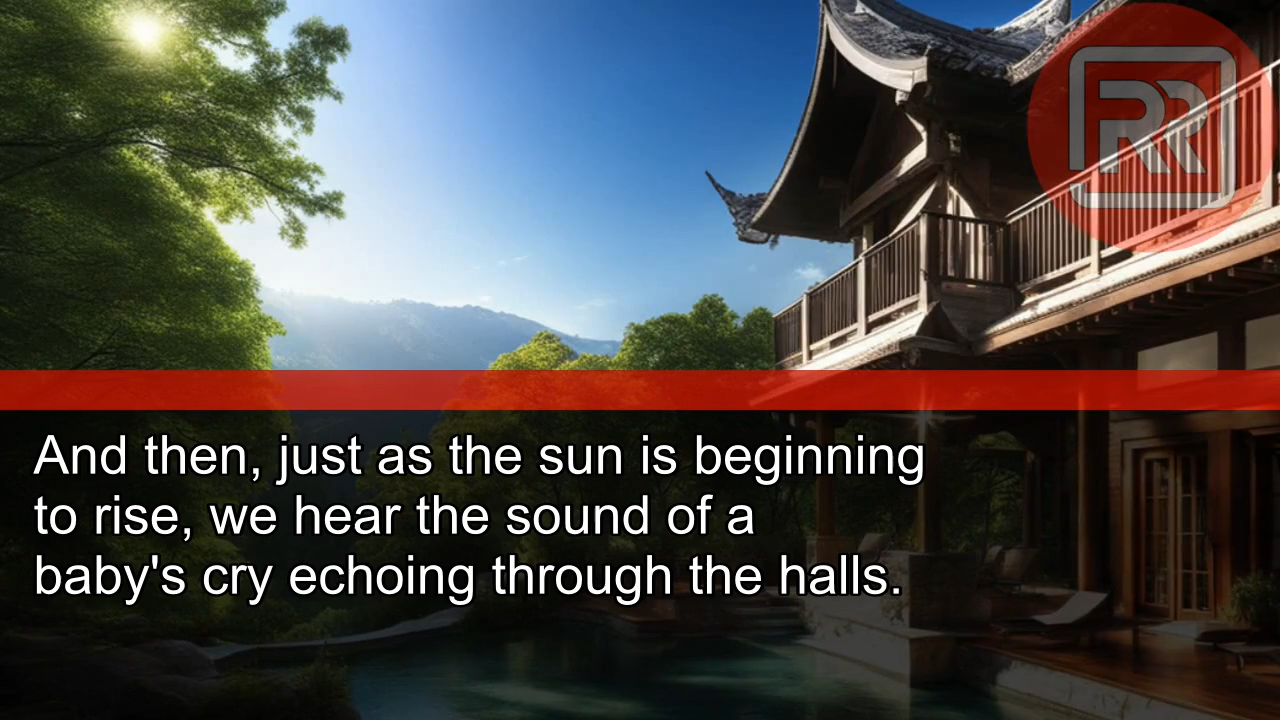 RR
And then, just as the sun is beginning
to rise, we hear the sound of a
baby's cry echoing through the halls.